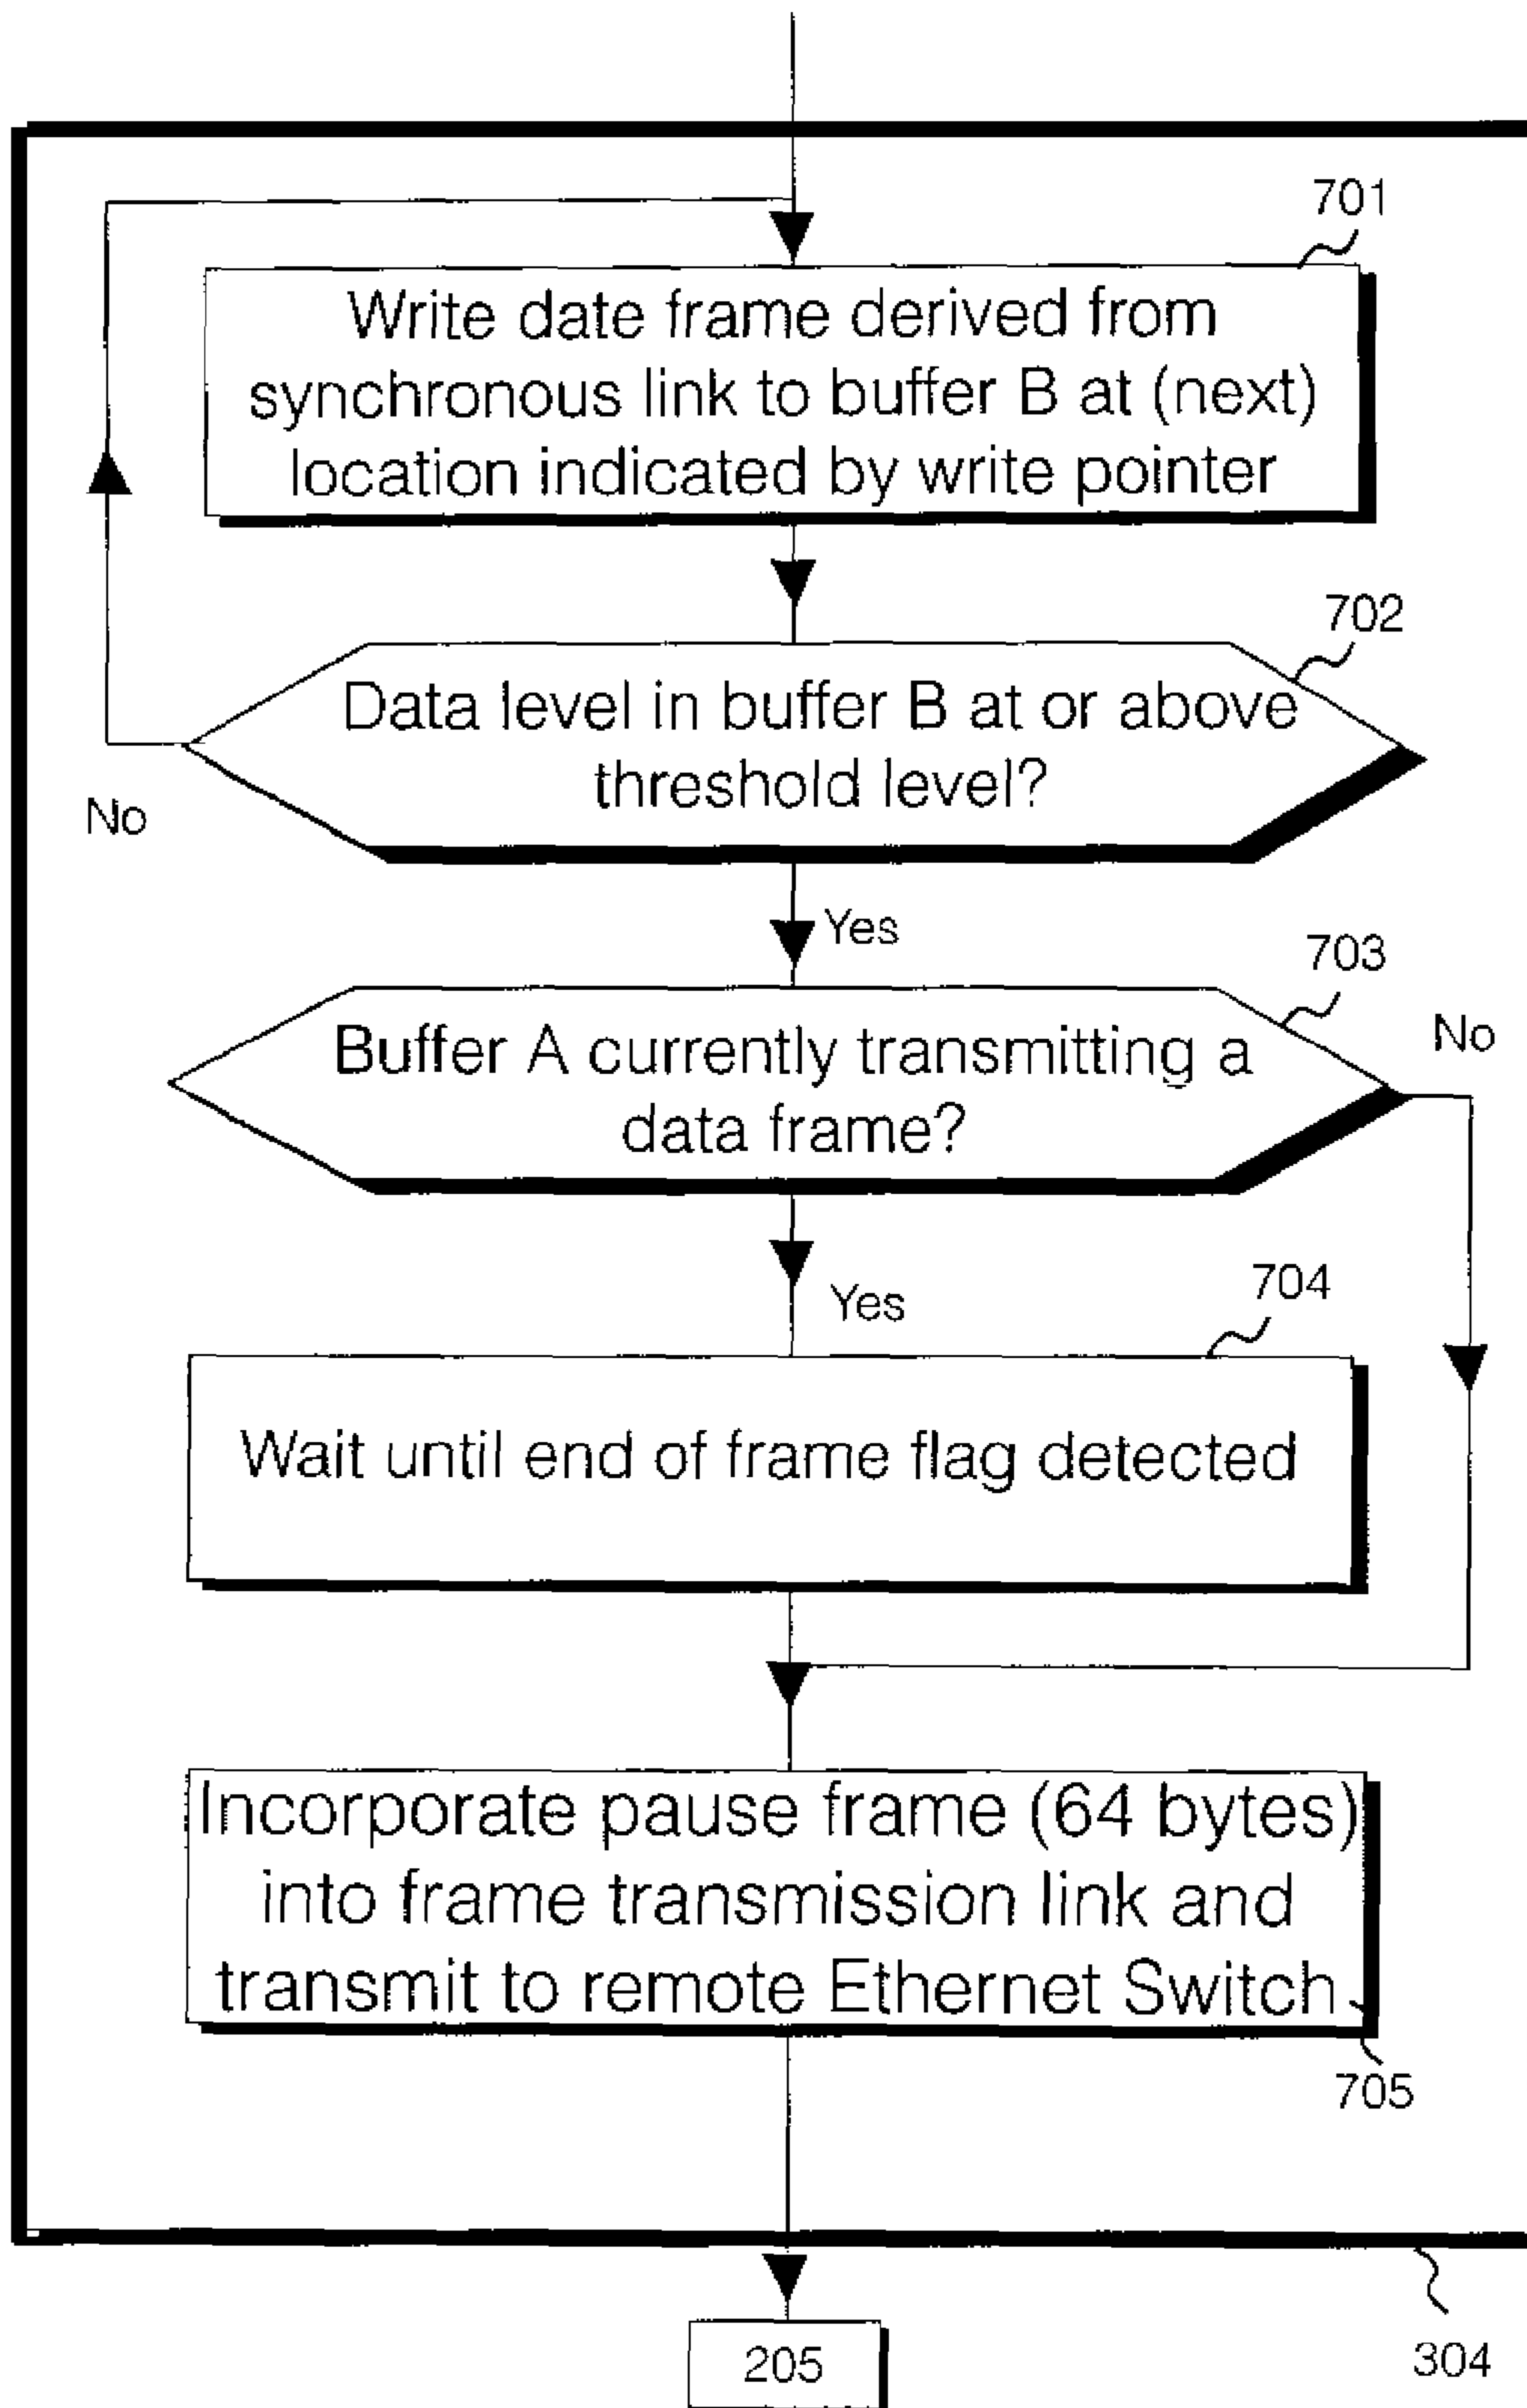 701
Write date frame derived from
synchronous link to buffer B at (next)
location indicated by write pointer
702
Data level in buffer B at or above
threshold level?
No
Yes
703
No
Buffer A currently transmitting a
data frame?
Yes
704
Wait until end of frame flag detected
Incorporate pause frame (64 bytes)
into frame transmission link and
transmit to remote Ethernet Switch
705
304
205